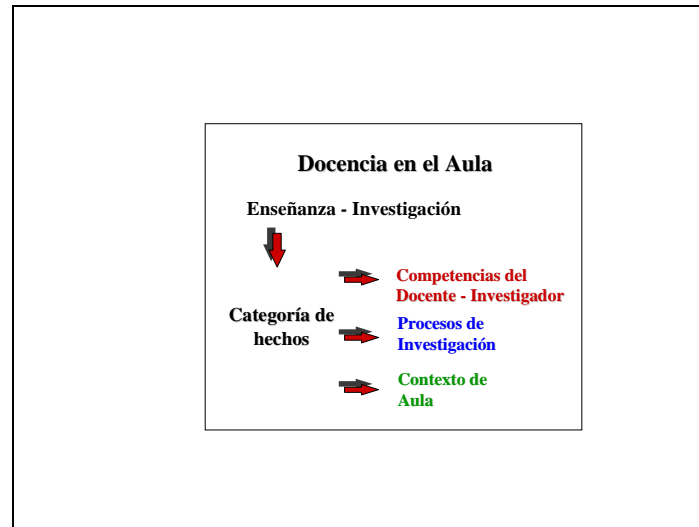 Docencia en el Aula
Enseñanza - Investigación
Competencias del
Docente - Investigador
Categoría de
hechos
Procesos de
Investigación
Contexto de
Aula